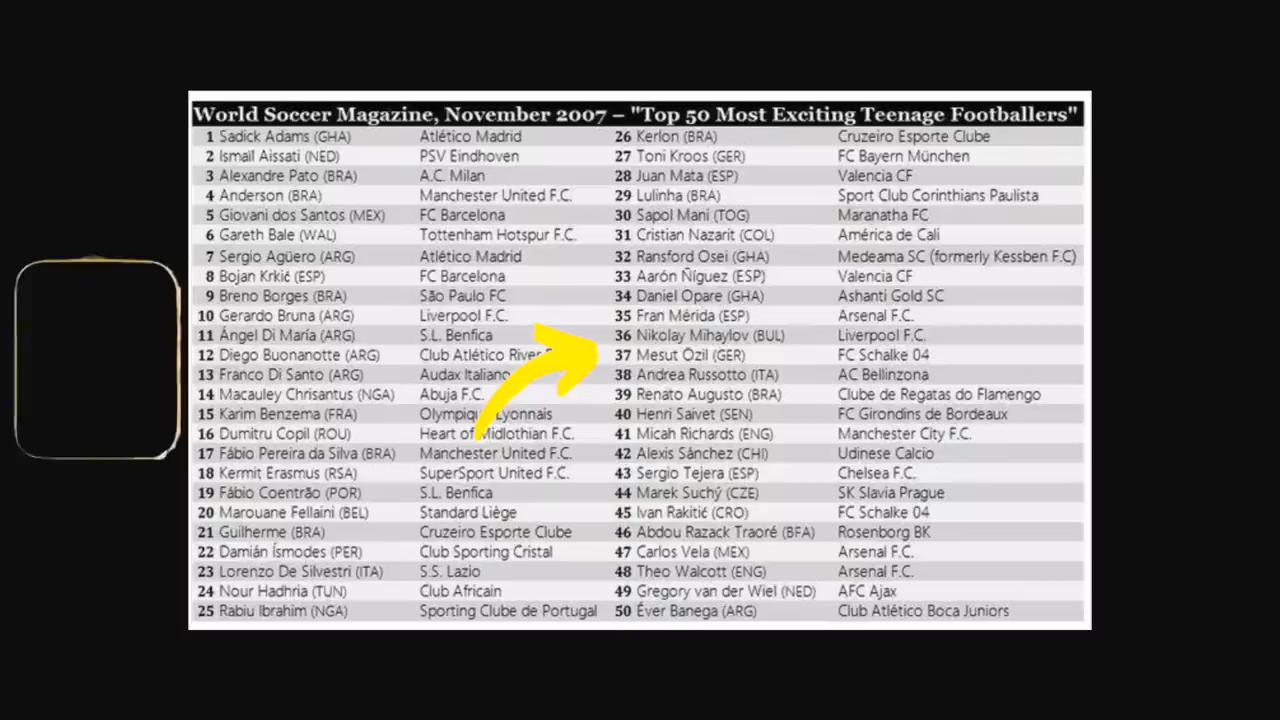 World Soccer Magazine, November 2007 – "Top 50 Most Exciting Teenage Footballers"
1 Sadick Adams (GHA) Atlético Madrid 26 Kerlon (BRA) Cruzeiro Esporte Clube
2 Ismail Aissati (NED) PSV Eindhoven 27 Toni Kroos (GER) FC Bayern München
3 Alexandre Pato (BRA) A.C. Milan 28 Juan Mata (ESP) Valencia CF
4 Anderson (BRA) Manchester United F.C. 29 Lulinha (BRA) Sport Club Corinthians Paulista
5 Giovani dos Santos (MEX) FC Barcelona 30 Sapol Mani (TOG) Maranatha FC
6 Gareth Bale (WAL) Tottenham Hotspur F.C. 31 Cristian Nazarit (COL) América de Cali
7 Sergio Agüero (ARG) Atlético Madrid 32 Ransford Osei (GHA) Medeama SC (formerly Kessben F.C)
8 Bojan Krkić (ESP) FC Barcelona 33 Aarón Ñíguez (ESP) Valencia CF
9 Breno Borges (BRA) São Paulo FC 34 Daniel Opare (GHA) Ashanti Gold SC
10 Gerardo Bruna (ARG) Liverpool F.C. 35 Fran Mérida (ESP) Arsenal F.C.
11 Ángel Di María (ARG) S.L. Benfica 36 Nikolay Mihaylov (BUL) Liverpool F.C.
12 Diego Buonanotte (ARG) Club Atlético River 37 Mesut Özil (GER) FC Schalke 04
13 Franco Di Santo (ARG) Audax Italiano 38 Andrea Russotto (ITA) AC Bellinzona
14 Macauley Chrisantus (NGA) Abuja F.C. 39 Renato Augusto (BRA) Clube de Regatas do Flamengo
15 Karim Benzema (FRA) Olympique Lyonnais 40 Henri Saivet (SEN) FC Girondins de Bordeaux
16 Dumitru Copil (ROU) Heart of Midlothian F.C. 41 Micah Richards (ENG) Manchester City F.C.
17 Fábio Pereira da Silva (BRA) Manchester United F.C. 42 Alexis Sánchez (CHI) Udinese Calcio
18 Kermit Erasmus (RSA) SuperSport United F.C. 43 Sergio Tejera (ESP) Chelsea F.C.
19 Fábio Coentrão (POR) S.L. Benfica 44 Marek Suchý (CZE) SK Slavia Prague
20 Marouane Fellaini (BEL) Standard Liège 45 Ivan Rakitić (CRO) FC Schalke 04
21 Guilherme (BRA) Cruzeiro Esporte Clube 46 Abdou Razack Traoré (BFA) Rosenborg BK
22 Damián Ísmodes (PER) Club Sporting Cristal 47 Carlos Vela (MEX) Arsenal F.C.
23 Lorenzo De Silvestri (ITA) S.S. Lazio 48 Theo Walcott (ENG) Arsenal F.C.
24 Nour Hadhria (TUN) Club Africain 49 Gregory van der Wiel (NED) AFC Ajax
25 Rabiu Ibrahim (NGA) Sporting Clube de Portugal 50 Éver Banega (ARG) Club Atlético Boca Juniors